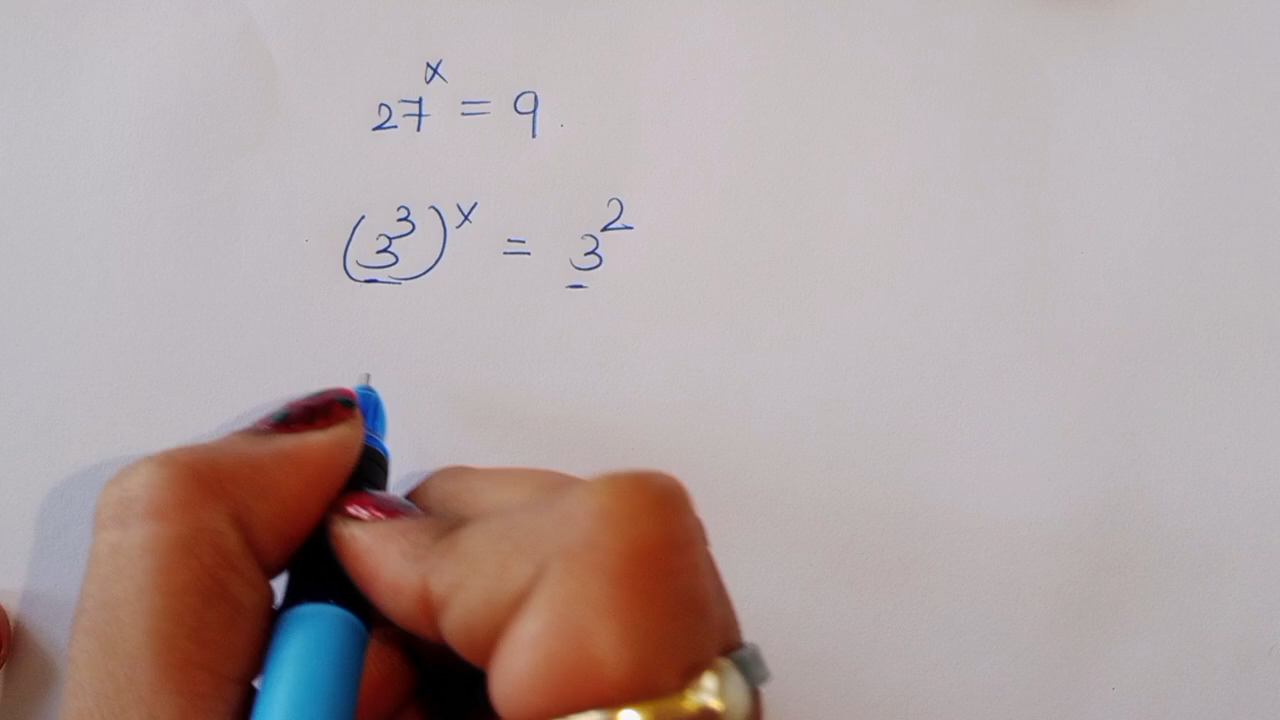 27^x = 9.
(3^3)^x = 3^2